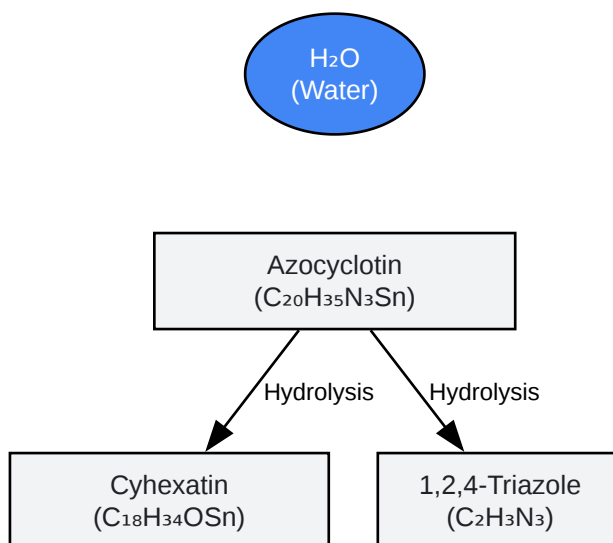 H₂O
(Water)
Azocyclotin
(C₂₀H₃₅N₃Sn)
Hydrolysis
Hydrolysis
Cyhexatin
(C₁₈H₃₄OSn)
1,2,4-Triazole
(C₂H₃N₃)